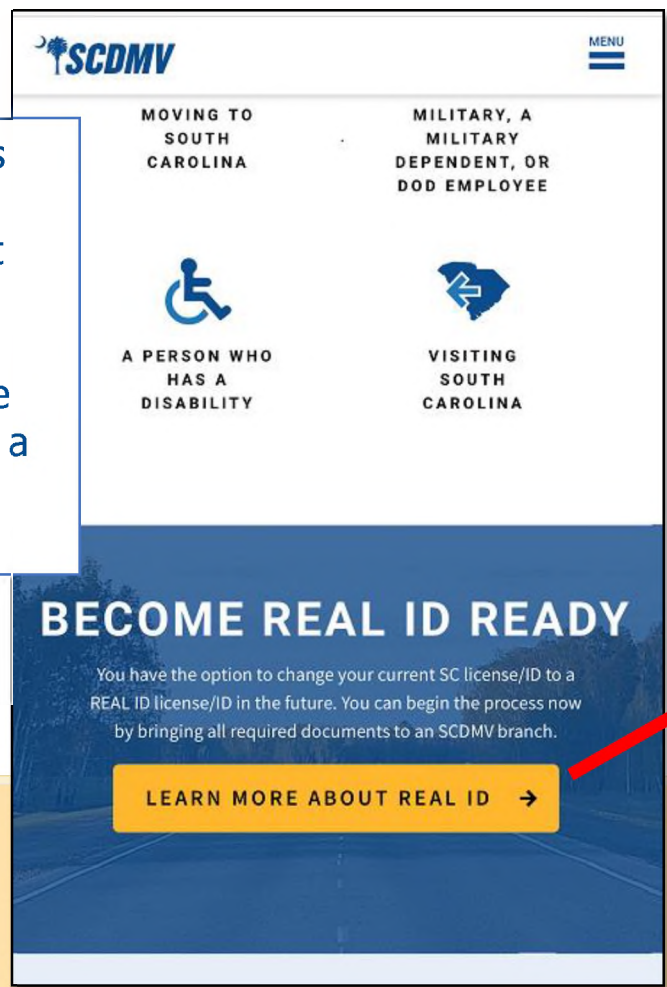 SCDMV
MENU
MOVING TO
SOUTH
CAROLINA
MILITARY, A
MILITARY
DEPENDENT, OR
DOD EMPLOYEE
a
A PERSON WHO
HAS A
DISABILITY
VISITING
SOUTH
CAROLINA
BECOME REAL ID READY
You have the option to change your current SC license/ID to a
REAL ID license/ID in the future. You can begin the process now
by bringing all required documents to an SCDMV branch.
LEARN MORE ABOUT REAL ID →